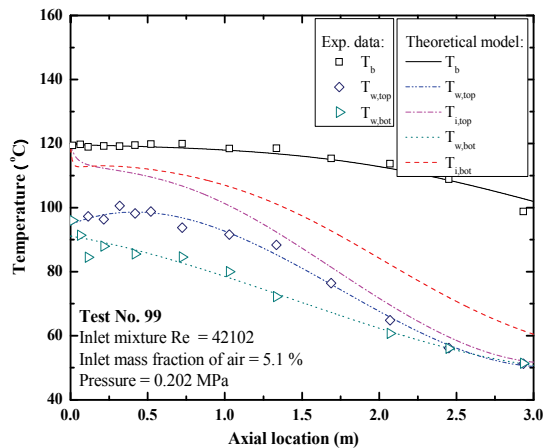 160
140
120
100
80
60
40
Temperature (°C)
0.0
0.5
1.0
1.5
2.0
2.5
3.0
Axial location (m)
Exp. data:
T_b
T_w,top
T_w,bot
Theoretical model:
T_b
T_w,top
T_i,top
T_w,bot
T_i,bot
Test No. 99
Inlet mixture Re = 42102
Inlet mass fraction of air = 5.1 %
Pressure = 0.202 MPa